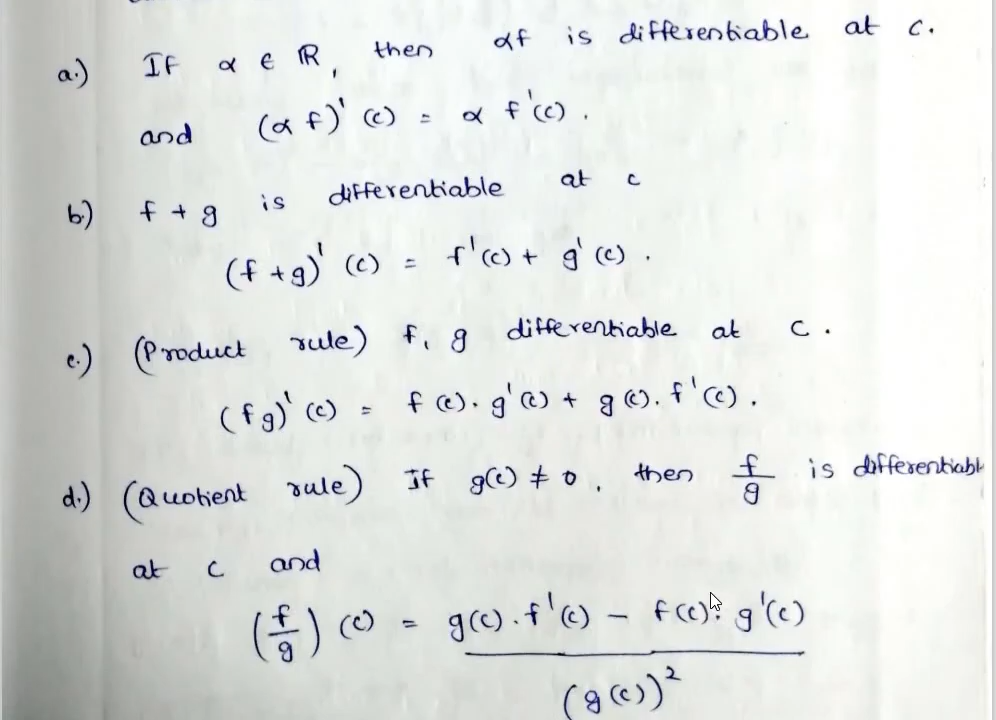 a.) If α ∈ ℝ, then αf is differentiable at c.
and (αf)'(c) = α f'(c).
b.) f + g is differentiable at c
(f + g)'(c) = f'(c) + g'(c).
c.) (Product rule) f, g differentiable at c.
(fg)'(c) = f(c). g'(c) + g(c). f'(c).
d.) (Quotient rule) If g(c) ≠ 0, then f/g is differentiabl
at c and
(f/g)(c) = g(c).f'(c) − f(c). g'(c)
(g(c))²